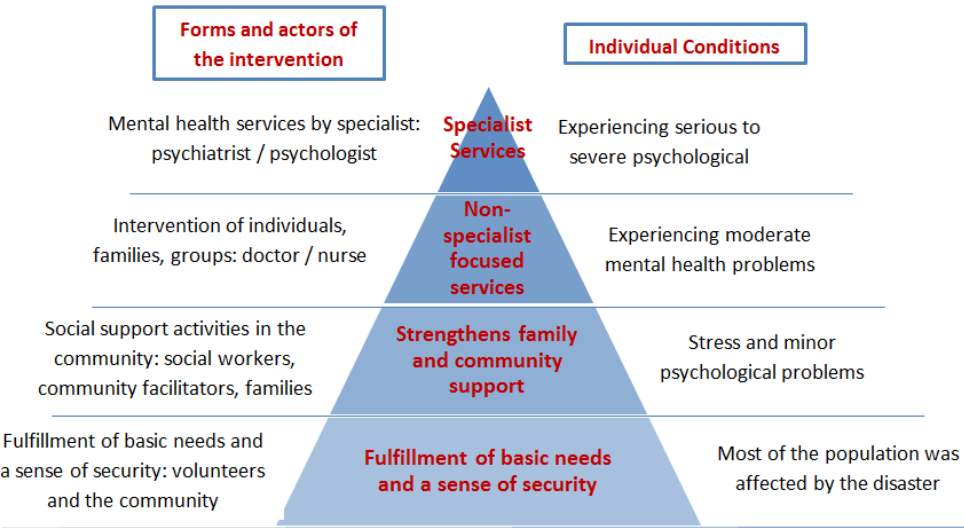 Forms and actors of
the intervention
Individual Conditions
Mental health services by specialist:
psychiatrist / psychologist
Specialist
Services
Experiencing serious to
severe psychological
Intervention of individuals,
families, groups: doctor / nurse
Non-
specialist
focused
services
Experiencing moderate
mental health problems
Social support activities in the
community: social workers,
community facilitators, families
Strengthens family
and community
support
Stress and minor
psychological problems
Fulfillment of basic needs and
a sense of security: volunteers
and the community
Fulfillment of basic needs
and a sense of security
Most of the population was
affected by the disaster